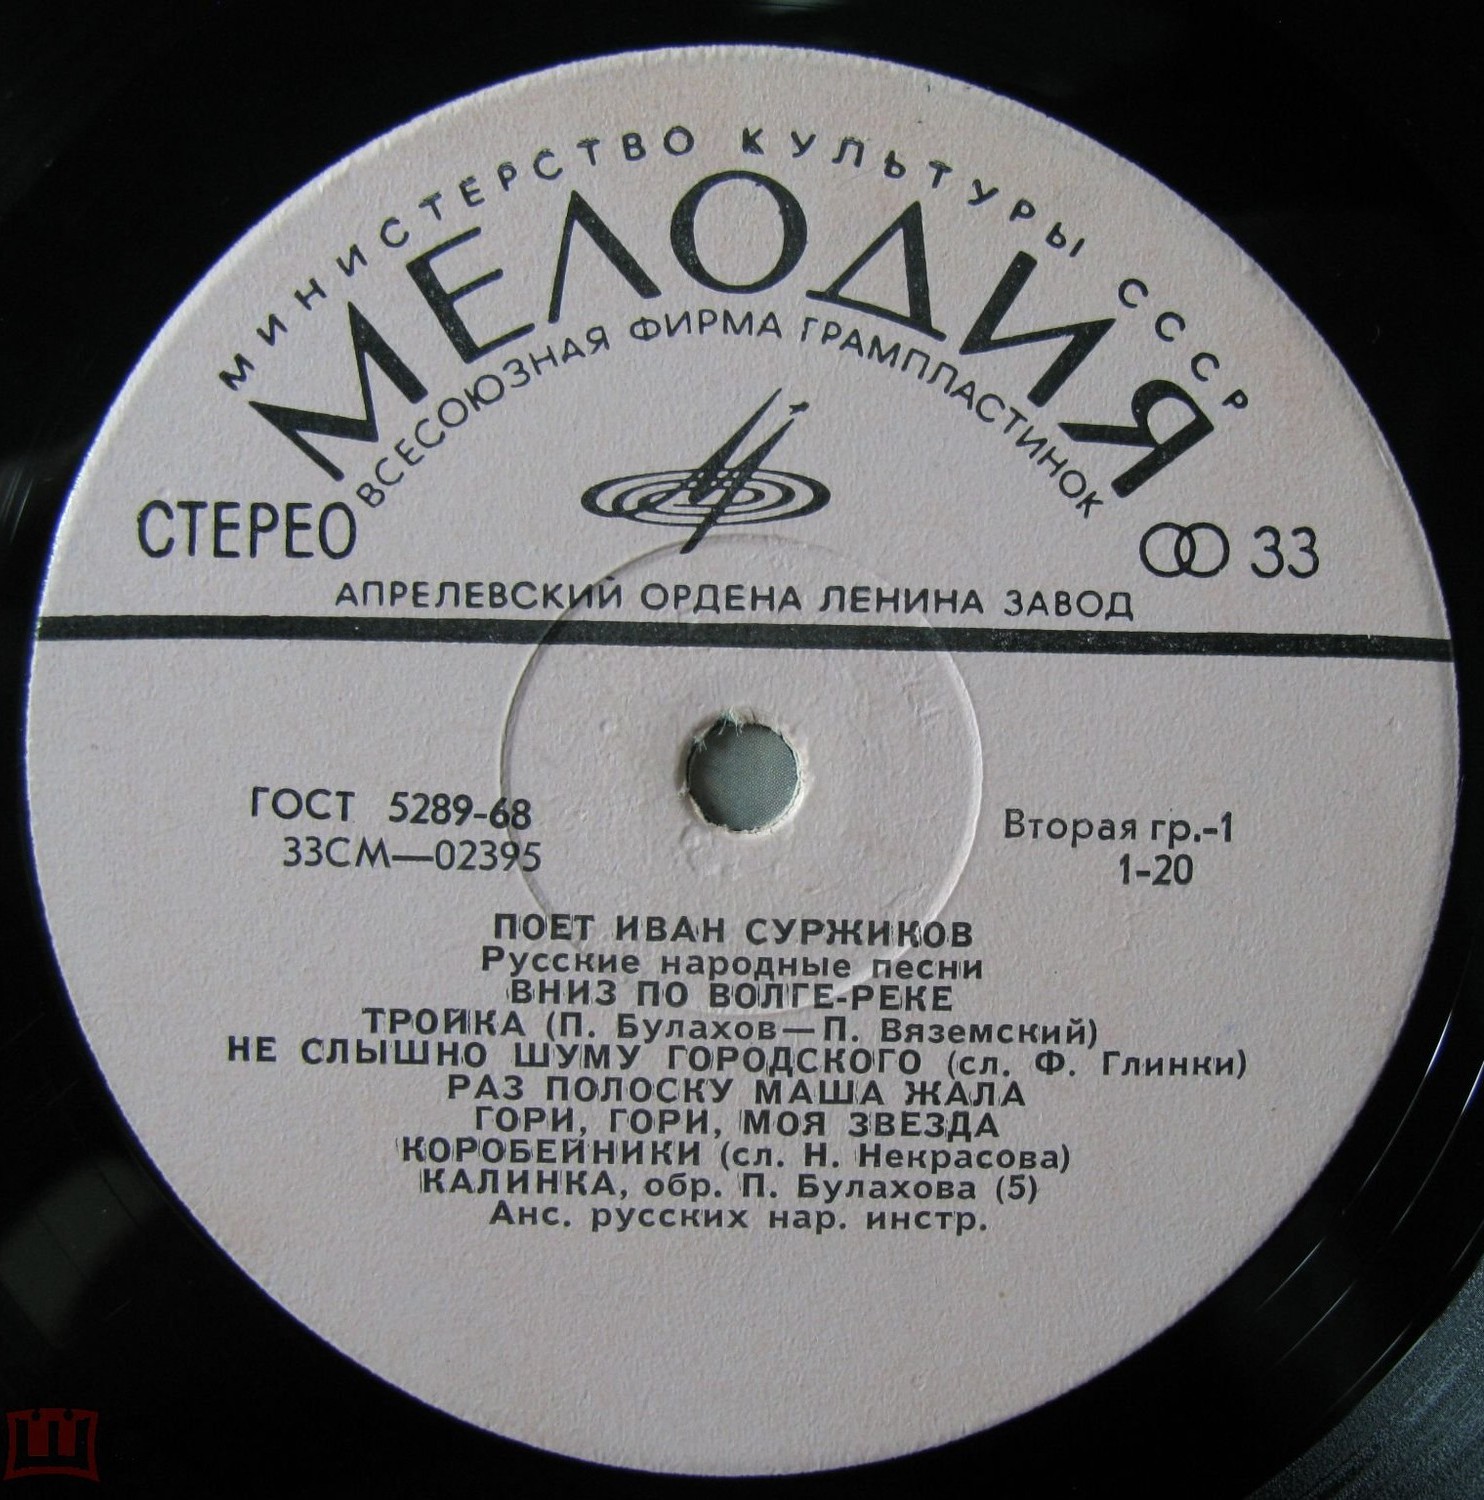 МИНИСТЕРСТВО КУЛЬТУРЫ СССР
МЕЛОДИЯ
ВСЕСОЮЗНАЯ ФИРМА ГРАМПЛАСТИНОК
СТЕРЕО
33
АПРЕЛЕВСКИЙ ОРДЕНА ЛЕНИНА ЗАВОД
ГОСТ 5289-68
33СМ—02395
Вторая гр.-1
1-20
ПОЕТ ИВАН СУРЖИКОВ
Русские народные песни
ВНИЗ ПО ВОЛГЕ-РЕКЕ
ТРОЙКА (П. Булахов—П. Вяземский)
НЕ СЛЫШНО ШУМУ ГОРОДСКОГО (сл. Ф. Глинки)
РАЗ ПОЛОСКУ МАША ЖАЛА
ГОРИ, ГОРИ, МОЯ ЗВЕЗДА
КОРОБЕЙНИКИ (сл. Н. Некрасова)
КАЛИНКА, обр. П. Булахова (5)
Анс. русских нар. инстр.